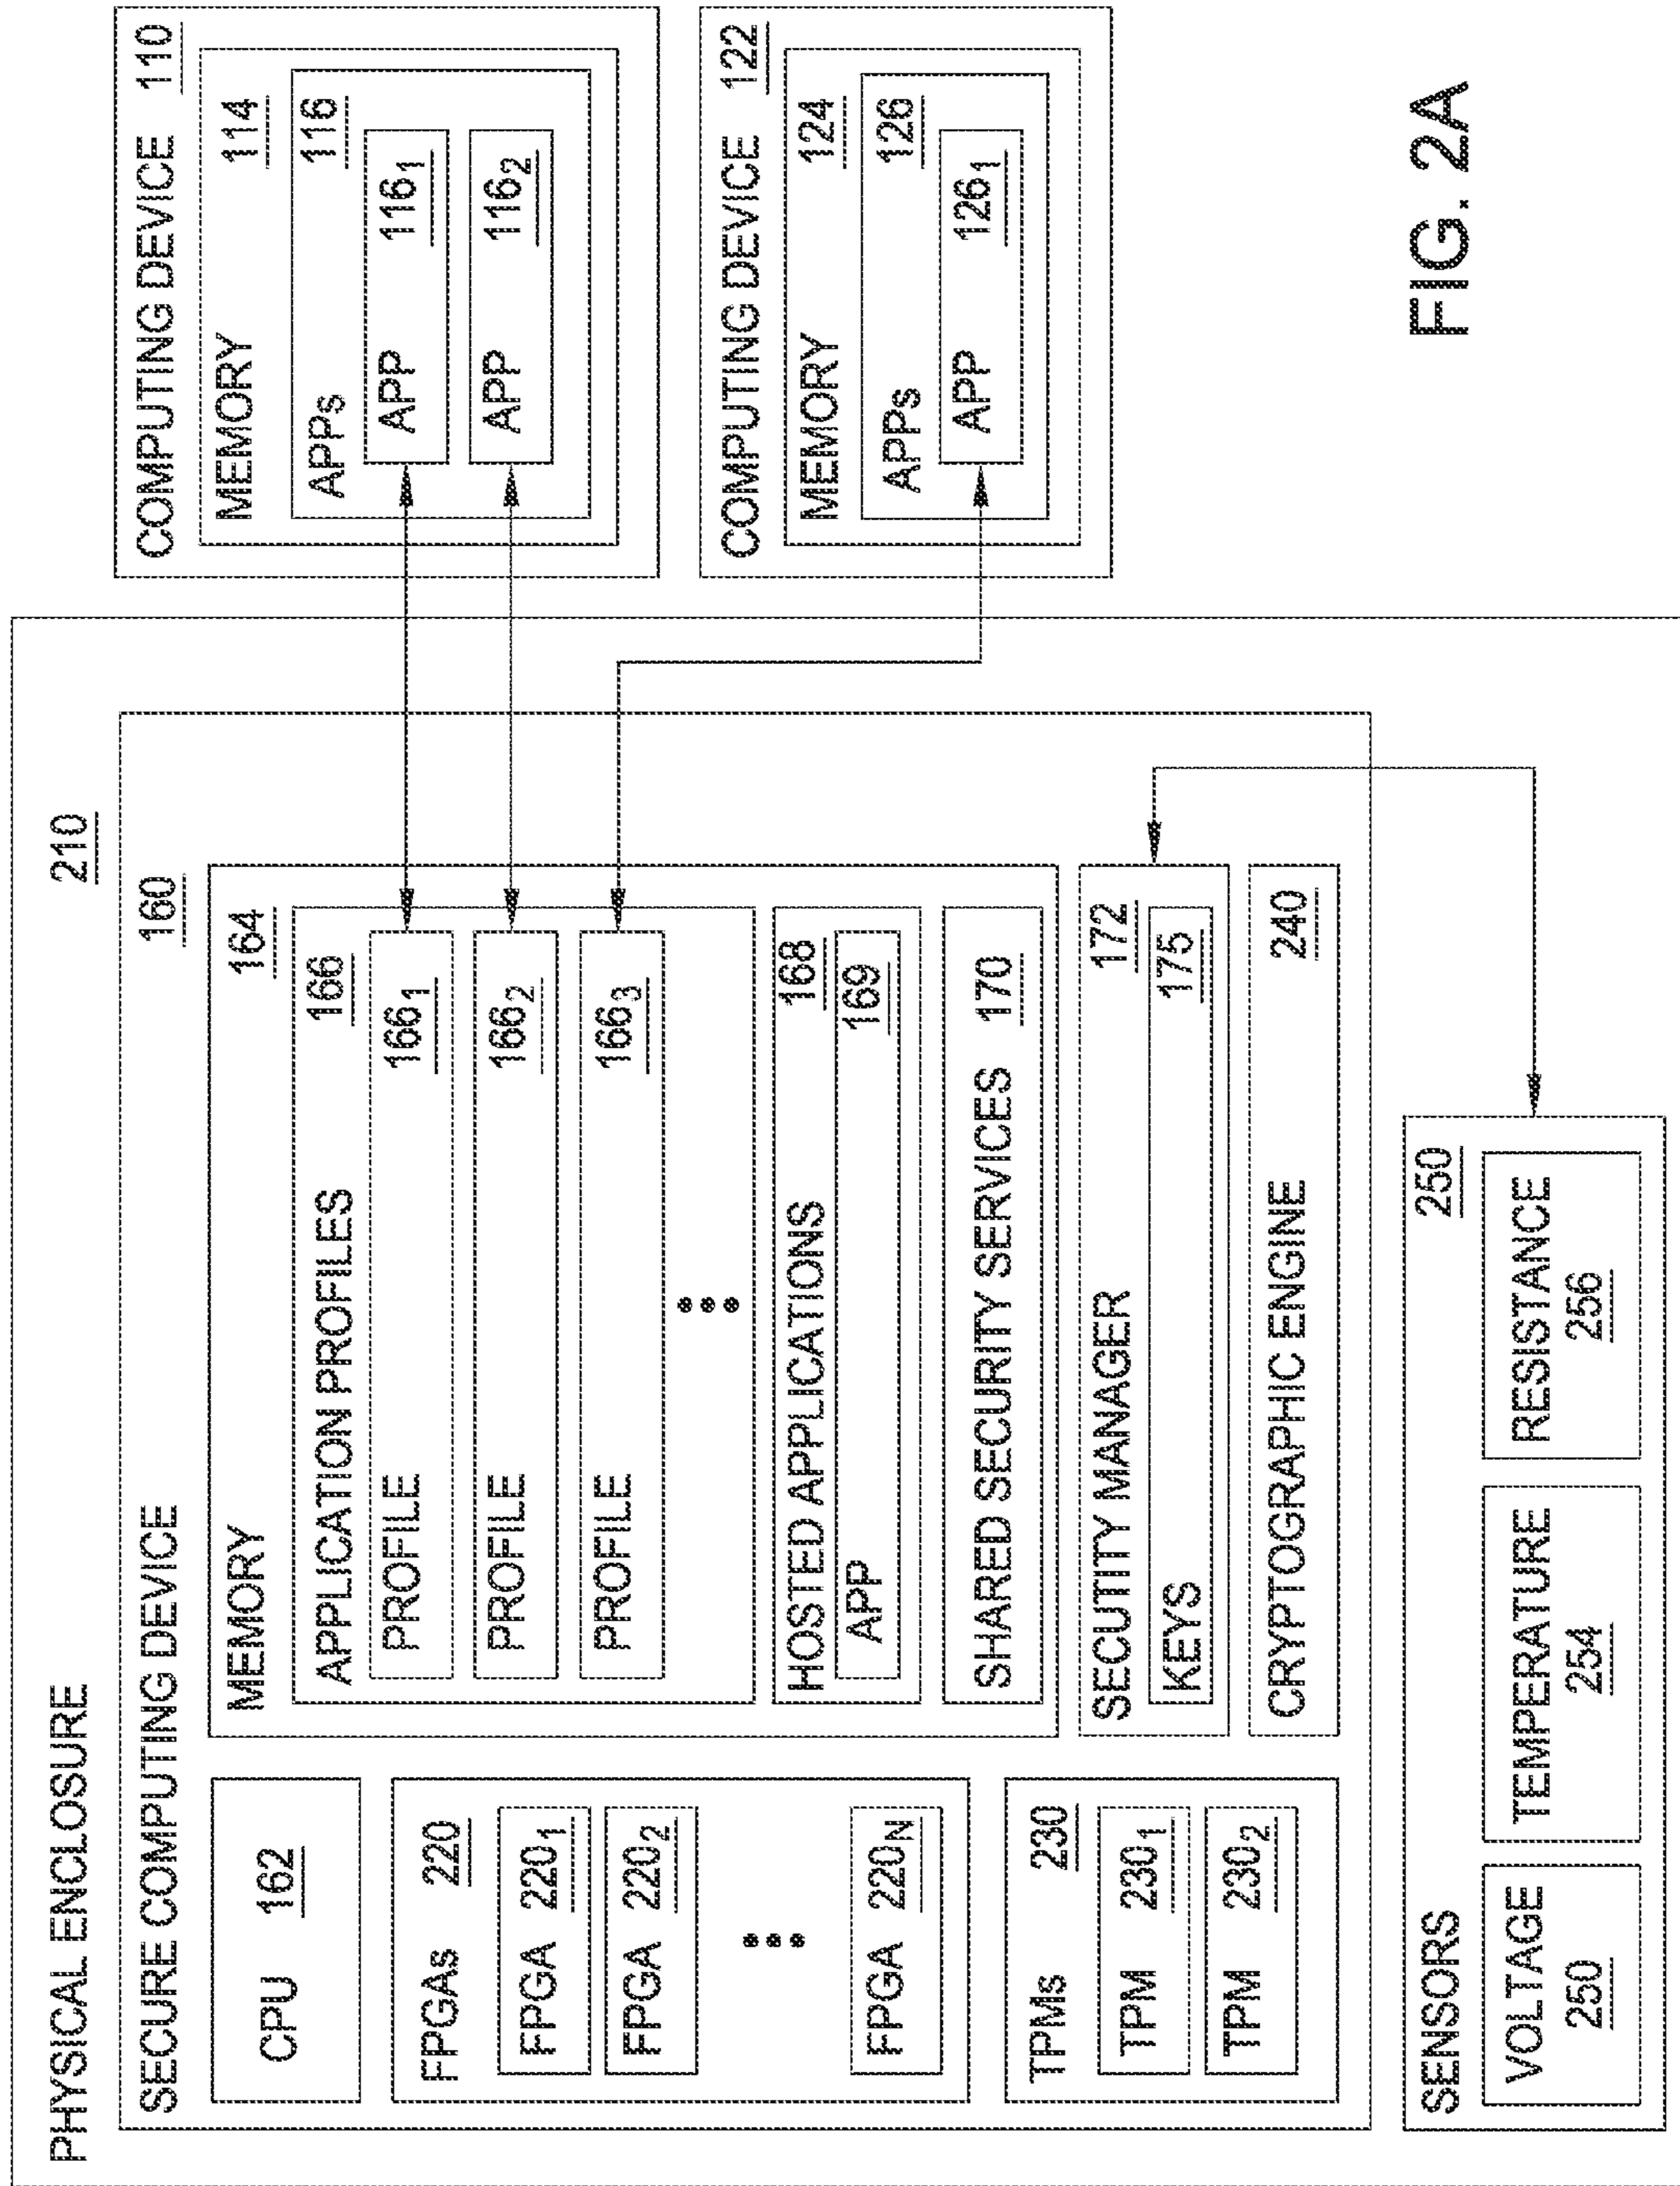 PHYSICAL ENCLOSURE 210
SECURE COMPUTING DEVICE 160
CPU 162
FPGAs 220
FPGA 220₁
FPGA 220₂
•••
FPGA 220N
TPMs 230
TPM 230₁
TPM 230₂
MEMORY 164
APPLICATION PROFILES 166
PROFILE 166₁
PROFILE 166₂
PROFILE 166₃
•••
HOSTED APPLICATIONS 168
APP 169
SHARED SECURITY SERVICES 170
SECUTITY MANAGER 172
KEYS 175
CRYPTOGRAPHIC ENGINE 240
SENSORS 250
VOLTAGE
250
TEMPERATURE
254
RESISTANCE
256
COMPUTING DEVICE 110
MEMORY 114
APPs 116
APP 116₁
APP 116₂
COMPUTING DEVICE 122
MEMORY 124
APPs 126
APP 126₁
FIG. 2A